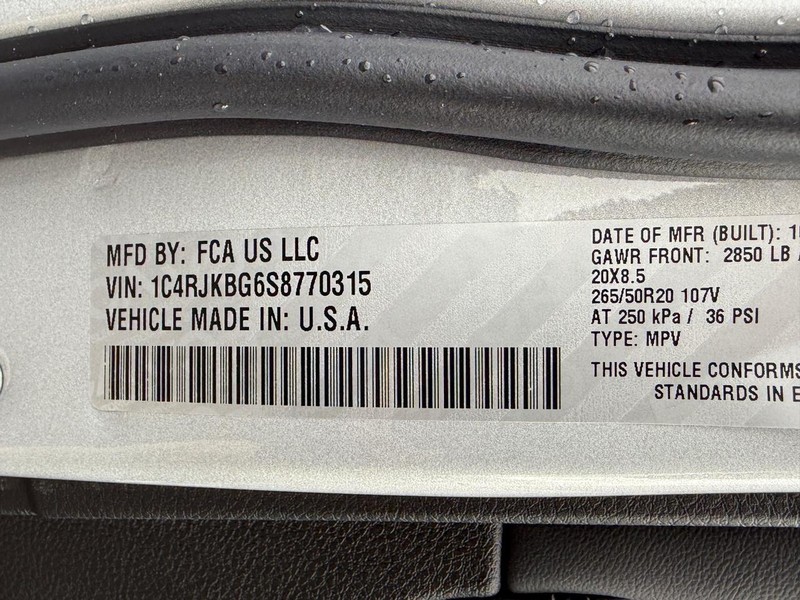 MFD BY: FCA US LLC
VIN: 1C4RJKBG6S8770315
VEHICLE MADE IN: U.S.A.
DATE OF MFR (BUILT):
GAWR FRONT: 2850 LB
20X8.5
265/50R20 107V
AT 250 kPa / 36 PSI
TYPE: MPV
THIS VEHICLE CONFORMS
STANDARDS IN